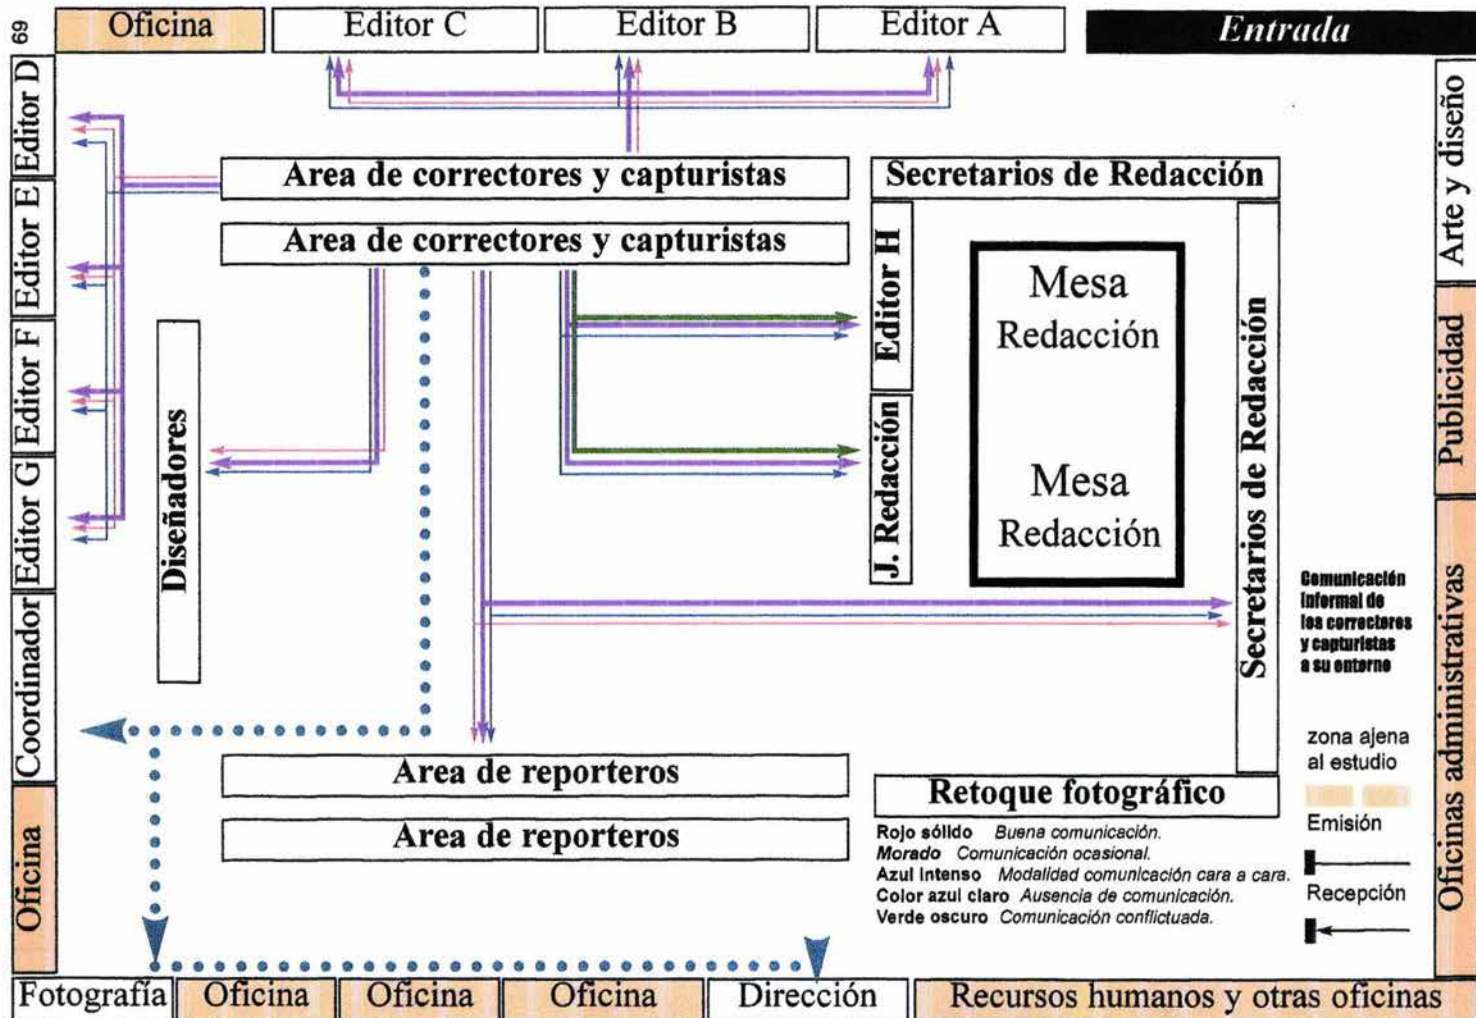 69
Oficina
Editor C
Editor B
Editor A
Entrada
Editor D
Editor E
Editor F
Editor G
Coordinador
Oficina
Area de correctores y capturistas
Area de correctores y capturistas
Secretarios de Redacción
Editor H
J. Redacción
Mesa
Redacción
Mesa
Redacción
Secretarios de Redacción
Diseñadores
Arte y diseño
Publicidad
Oficinas administrativas
Comunicación
informal de
los correctores
y capturistas
a su entorno
zona ajena
al estudio
Emisión
Recepción
Area de reporteros
Area de reporteros
Retoque fotográfico
Rojo sólido Buena comunicación.
Morado Comunicación ocasional.
Azul Intenso Modalidad comunicación cara a cara.
Color azul claro Ausencia de comunicación.
Verde oscuro Comunicación conflictuada.
Fotografía
Oficina
Oficina
Oficina
Dirección
Recursos humanos y otras oficinas